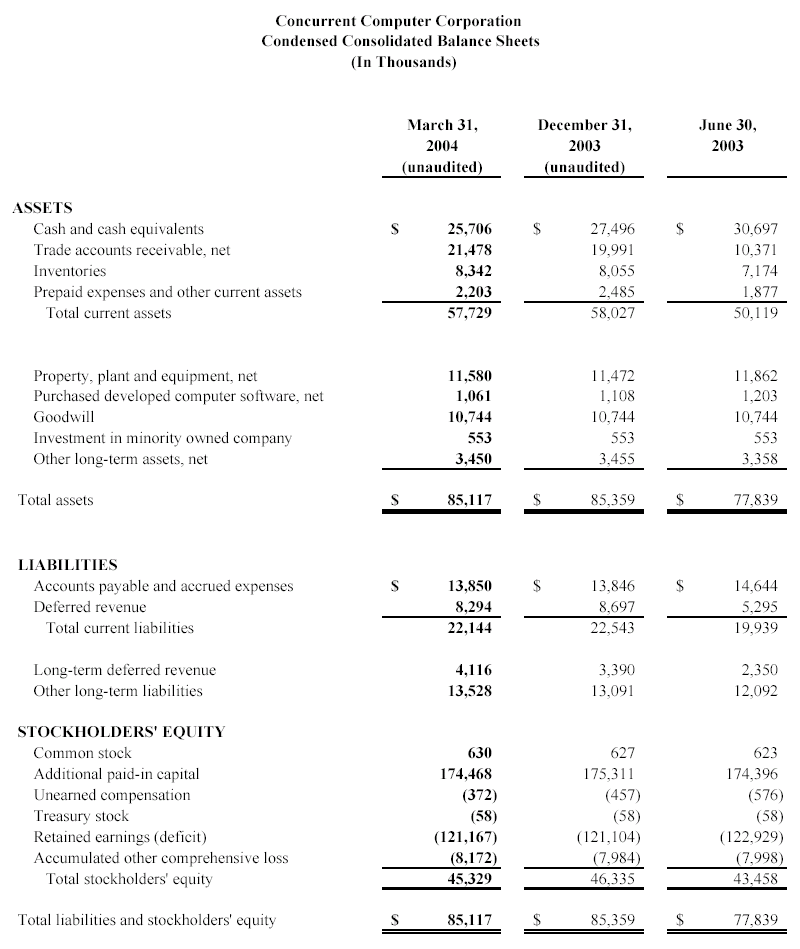 Concurrent Computer Corporation
Condensed Consolidated Balance Sheets
(In Thousands)
March 31, December 31, June 30,
2004 2003 2003
(unaudited) (unaudited)
ASSETS
Cash and cash equivalents $ 25,706 $ 27,496 $ 30,697
Trade accounts receivable, net 21,478 19,991 10,371
Inventories 8,342 8,055 7,174
Prepaid expenses and other current assets 2,203 2,485 1,877
Total current assets 57,729 58,027 50,119
Property, plant and equipment, net 11,580 11,472 11,862
Purchased developed computer software, net 1,061 1,108 1,203
Goodwill 10,744 10,744 10,744
Investment in minority owned company 553 553 553
Other long-term assets, net 3,450 3,455 3,358
Total assets $ 85,117 $ 85,359 $ 77,839
LIABILITIES
Accounts payable and accrued expenses $ 13,850 $ 13,846 $ 14,644
Deferred revenue 8,294 8,697 5,295
Total current liabilities 22,144 22,543 19,939
Long-term deferred revenue 4,116 3,390 2,350
Other long-term liabilities 13,528 13,091 12,092
STOCKHOLDERS' EQUITY
Common stock 630 627 623
Additional paid-in capital 174,468 175,311 174,396
Unearned compensation (372) (457) (576)
Treasury stock (58) (58) (58)
Retained earnings (deficit) (121,167) (121,104) (122,929)
Accumulated other comprehensive loss (8,172) (7,984) (7,998)
Total stockholders' equity 45,329 46,335 43,458
Total liabilities and stockholders' equity $ 85,117 $ 85,359 $ 77,839